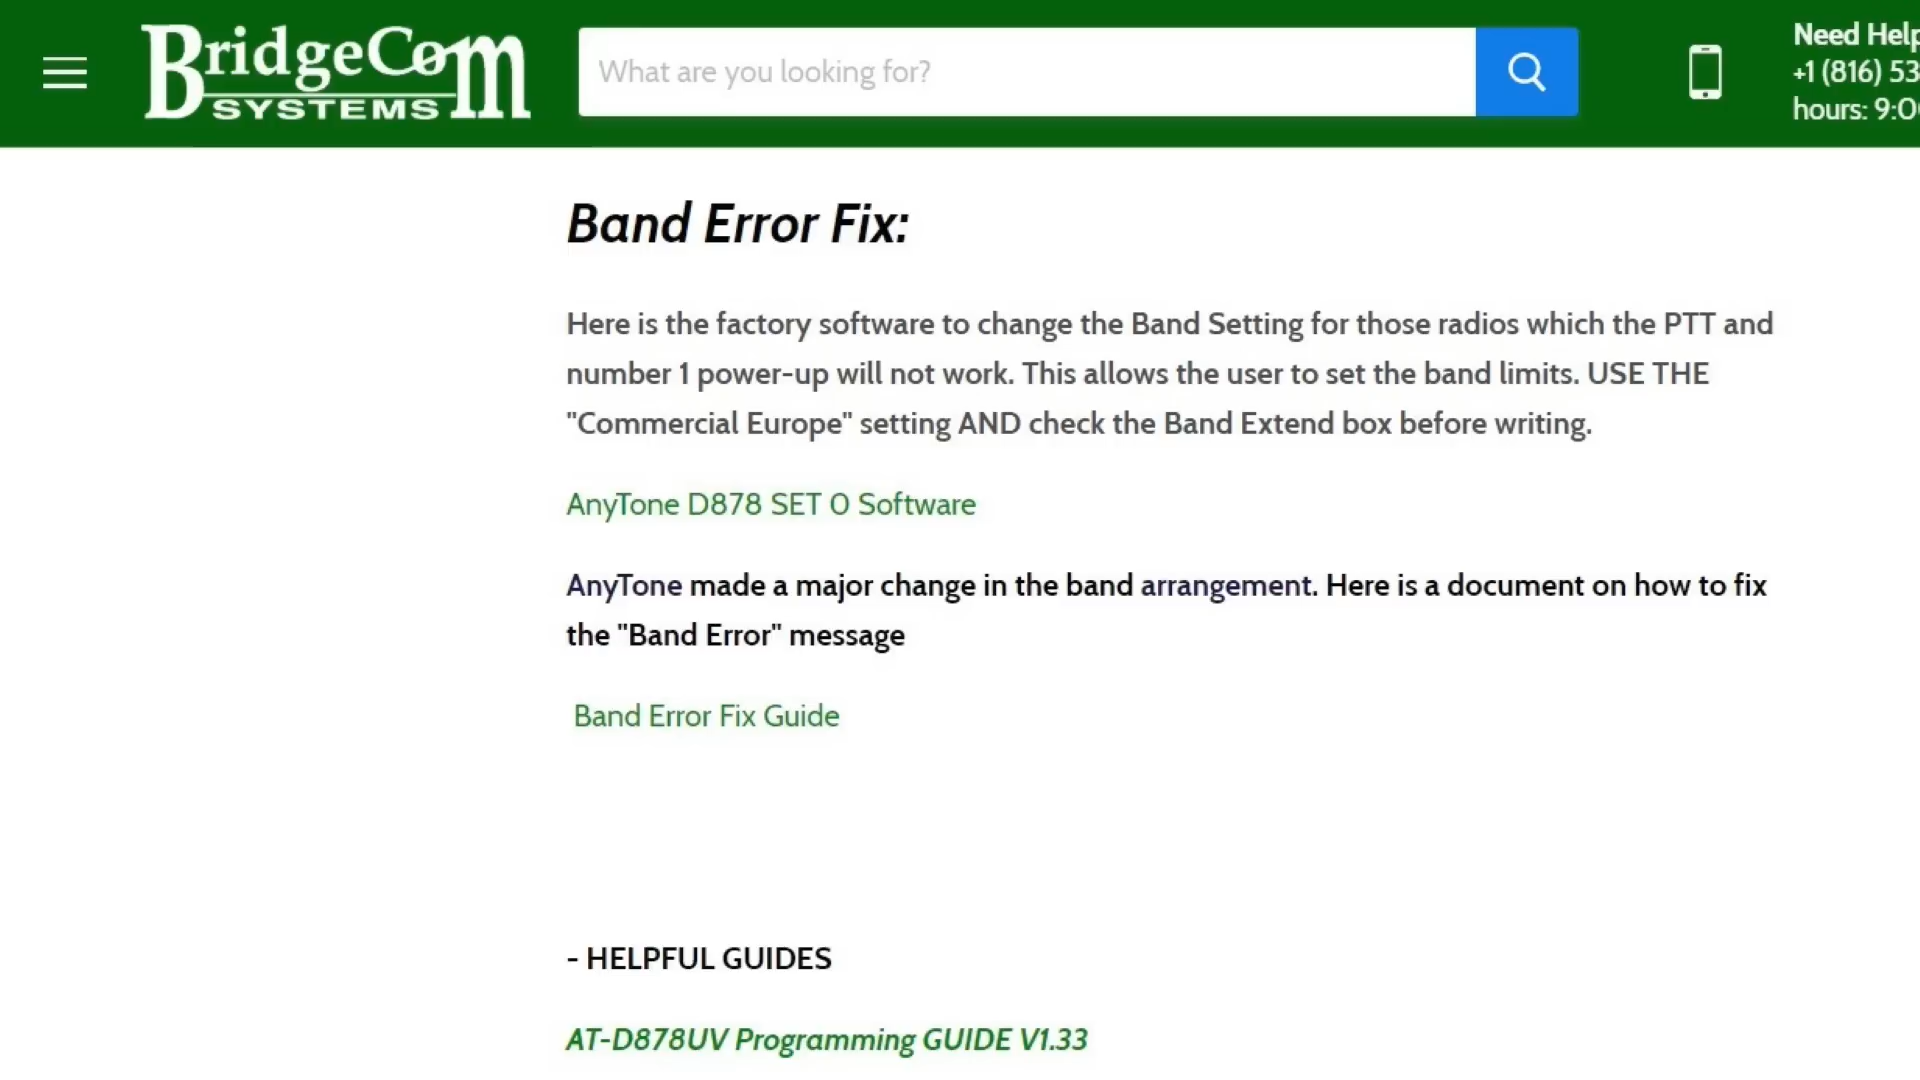 BridgeCom
SYSTEMS
What are you looking for?
Need Help
+1 (816) 53
hours: 9:0
Band Error Fix:
Here is the factory software to change the Band Setting for those radios which the PTT and
number 1 power-up will not work. This allows the user to set the band limits. USE THE
"Commercial Europe" setting AND check the Band Extend box before writing.
AnyTone D878 SET 0 Software
AnyTone made a major change in the band arrangement. Here is a document on how to fix
the "Band Error" message
Band Error Fix Guide
- HELPFUL GUIDES
AT-D878UV Programming GUIDE V1.33